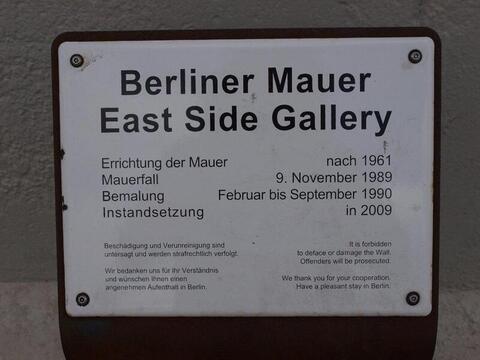 Berliner Mauer
East Side Gallery
Errichtung der Mauer nach 1961
Mauerfall 9. November 1989
Bemalung Februar bis September 1990
Instandsetzung in 2009
Beschädigung und Verunreinigung sind
untersagt und werden strafrechtlich verfolgt.
Wir bedanken uns für Ihr Verständnis
und wünschen Ihnen einen
angenehmen Aufenthalt in Berlin.
It is forbidden
to deface or damage the Wall.
Offenders will be prosecuted.
We thank you for your cooperation.
Have a pleasant stay in Berlin.